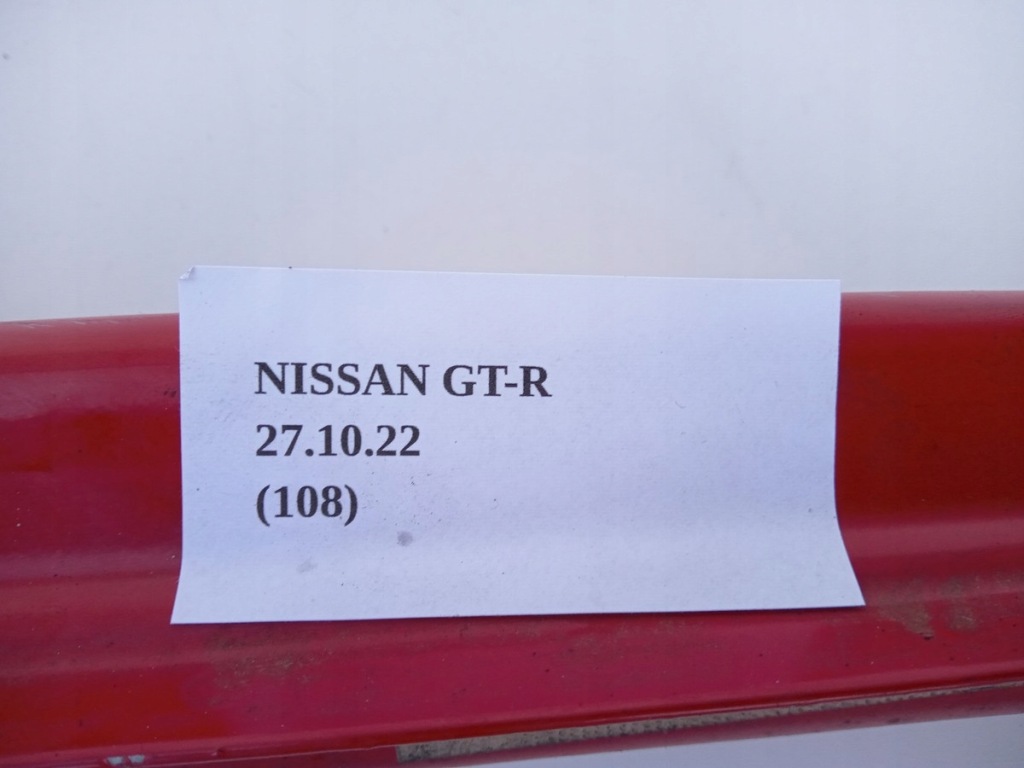 NISSAN GT-R
27.10.22
(108)